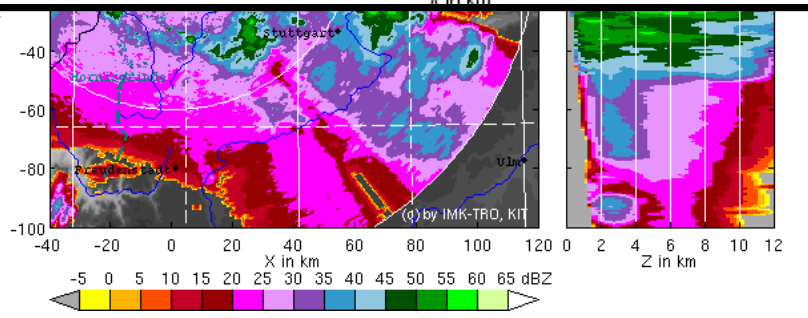 X in km
-40
Stuttgart
Hornisgrinde
-60
-80
Freudenstadt
Ulm
-100
(c) by IMK-TRO, KIT
-40 -20 0 20 40 60 80 100 120
0 2 4 6 8 10 12
X in km
Z in km
-5 0 5 10 15 20 25 30 35 40 45 50 55 60 65 dBZ